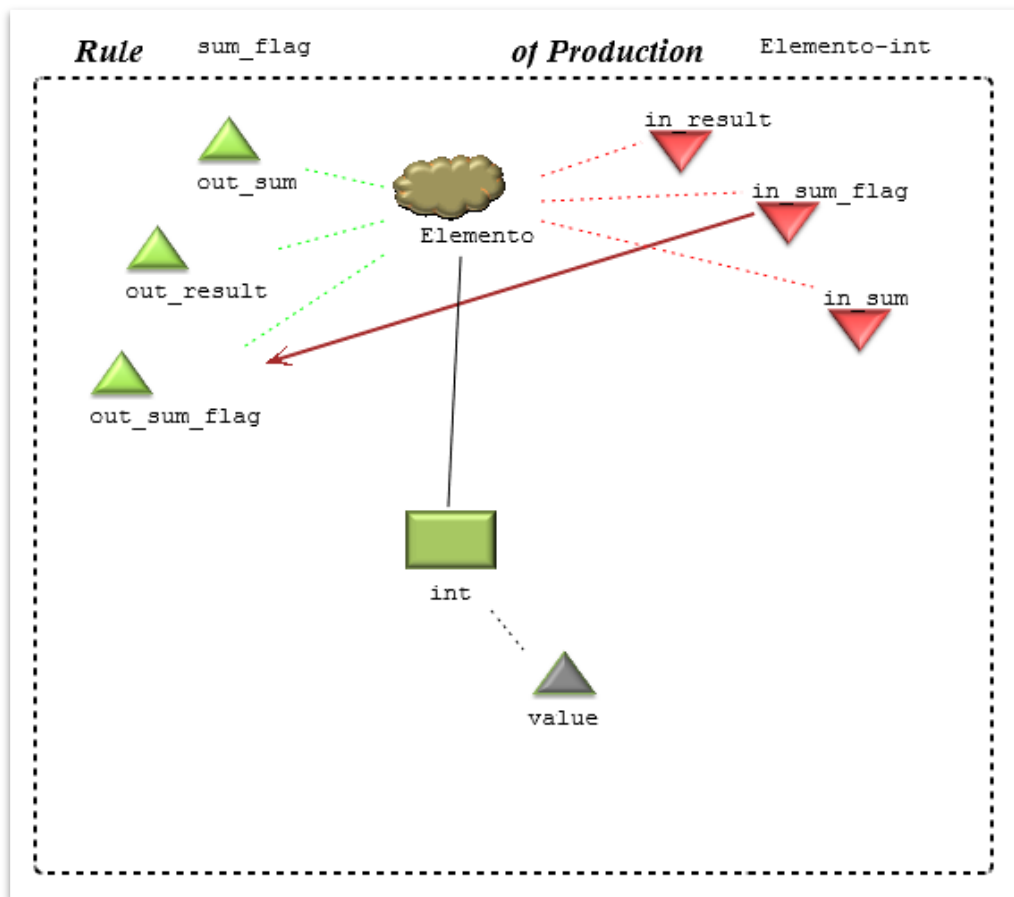 Rule sum_flag of Production Elemento-int
in_result
out_sum
in_sum_flag
Elemento
out_result
in_sum
out_sum_flag
int
value